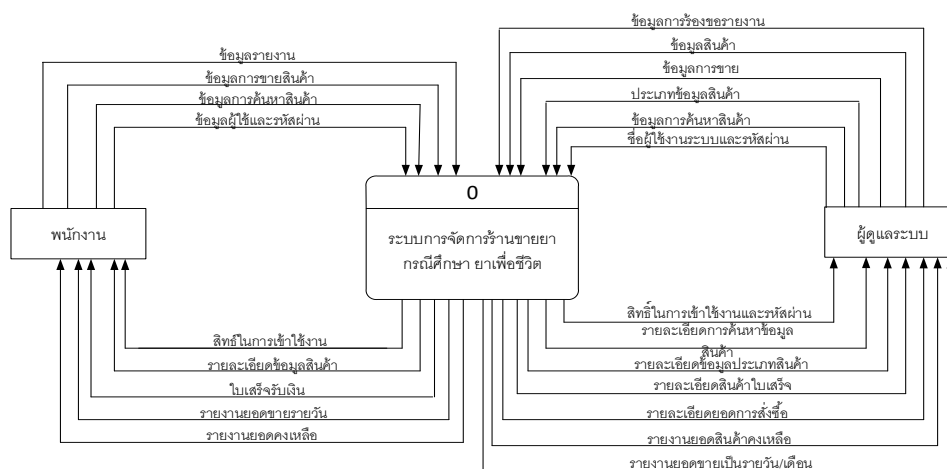 ข้อมูลการร้องขอรายงาน
ข้อมูลรายงาน
ข้อมูลสินค้า
ข้อมูลการขายสินค้า
ข้อมูลการขาย
ข้อมูลการค้นหาสินค้า
ประเภทข้อมูลสินค้า
ข้อมูลผู้ใช้และรหัสผ่าน
ข้อมูลการค้นหาสินค้า
ชื่อผู้ใช้งานระบบและรหัสผ่าน
0
พนักงาน
ระบบการจัดการร้านขายยา
กรณีศึกษา ยาเพื่อชีวิต
ผู้ดูแลระบบ
สิทธิ์ในการเข้าใช้งานและรหัสผ่าน
สิทธ์ในการเข้าใช้งาน
รายละเอียดการค้นหาข้อมูล
สินค้า
รายละเอียดข้อมูลสินค้า
รายละเอียดข้อมูลประเภทสินค้า
ใบเสร็จรับเงิน
รายละเอียดสินค้าใบเสร็จ
รายงานยอดขายรายวัน
รายละเอียดยอดการสั่งซื้อ
รายงานยอดคงเหลือ
รายงานยอดสินค้าคงเหลือ
รายงานยอดขายเป็นรายวัน/เดือน